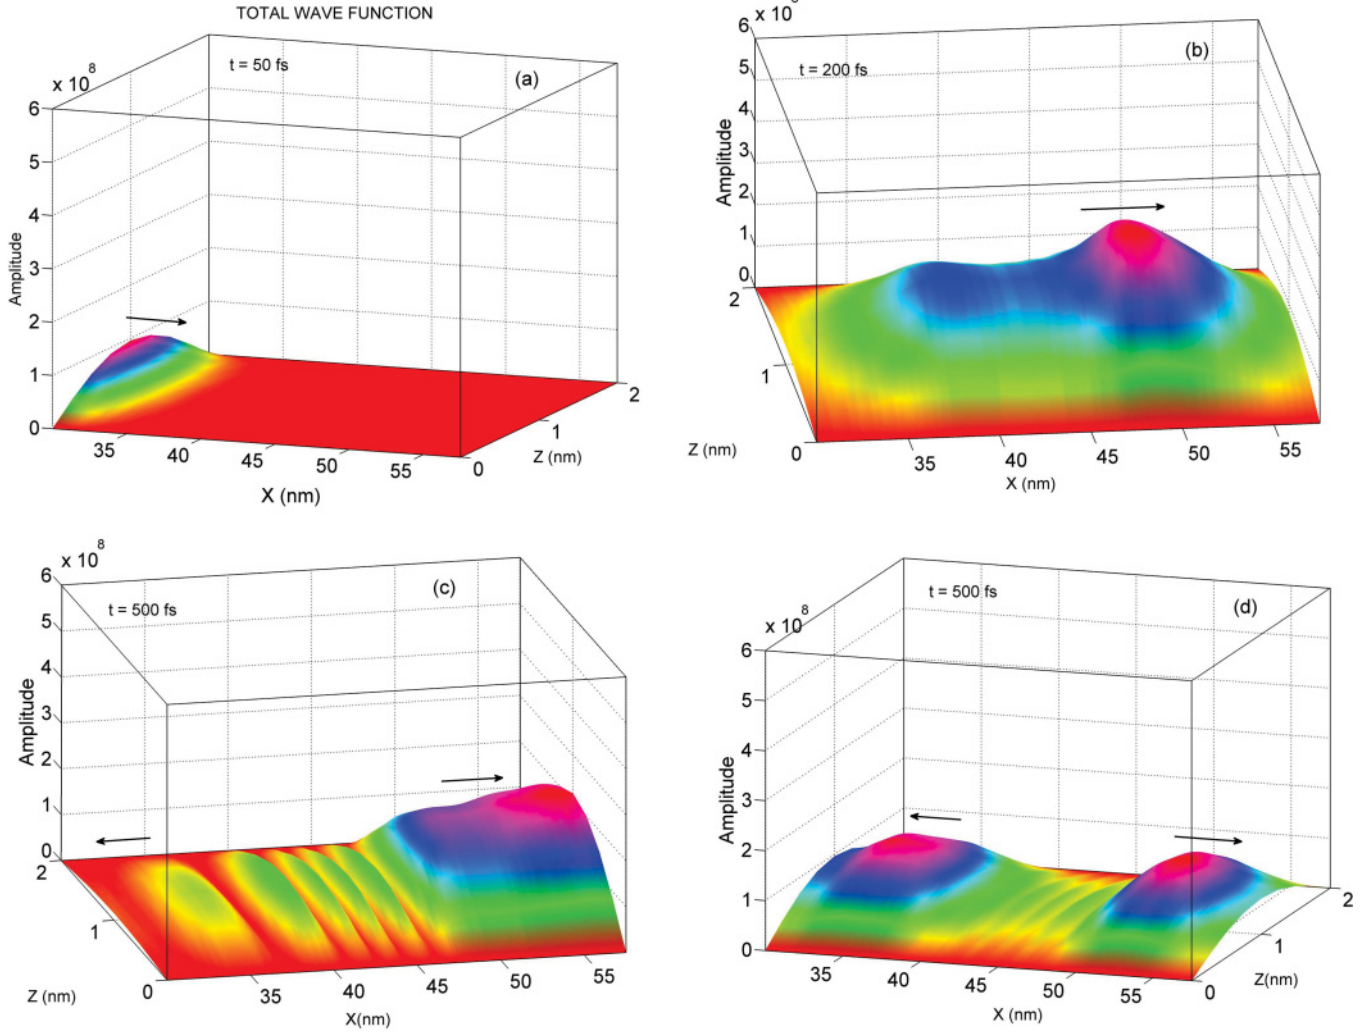 TOTAL WAVE FUNCTION
x 10 8
t = 50 fs
(a)
6
5
4
3
2
1
0
Amplitude
35
40
45
50
55
X (nm)
0
1
2
Z (nm)
x 10
t = 200 fs
(b)
6
5
4
3
2
1
0
Amplitude
2
1
0
Z (nm)
35
40
45
50
55
X (nm)
x 10 8
t = 500 fs
(c)
6
5
4
3
2
1
0
Amplitude
2
1
0
Z (nm)
35
40
45
50
55
X(nm)
x 10 8
t = 500 fs
(d)
6
5
4
3
2
1
0
Amplitude
35
40
45
50
55
X (nm)
0
1
2
Z(nm)